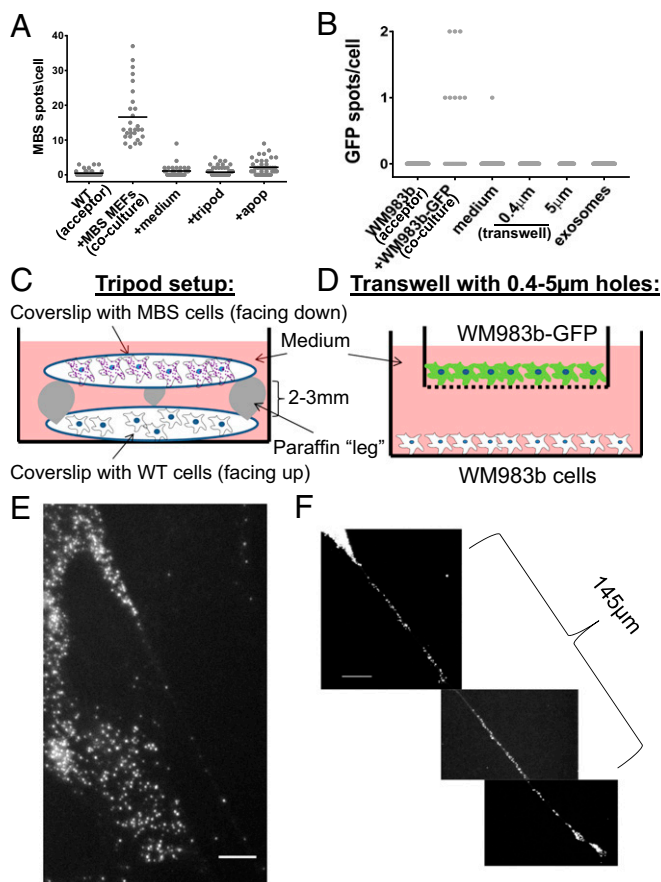 A
MBS spots\cell
40
30
20
10
0
WT
(acceptor)
+MBS MEFs
(co-culture)
+medium
+tripod
+apop
B
GFP spots/cell
2
1
0
WM983b
(acceptor)
+WM983b-GFP
(co-culture)
medium
0.4μm
5μm
(transwell)
exosomes
C
Tripod setup:
Coverslip with MBS cells (facing down)
Medium
2-3mm
Paraffin "leg"
Coverslip with WT cells (facing up)
D
Transwell with 0.4-5μm holes:
WM983b-GFP
WM983b cells
E
F
145μm